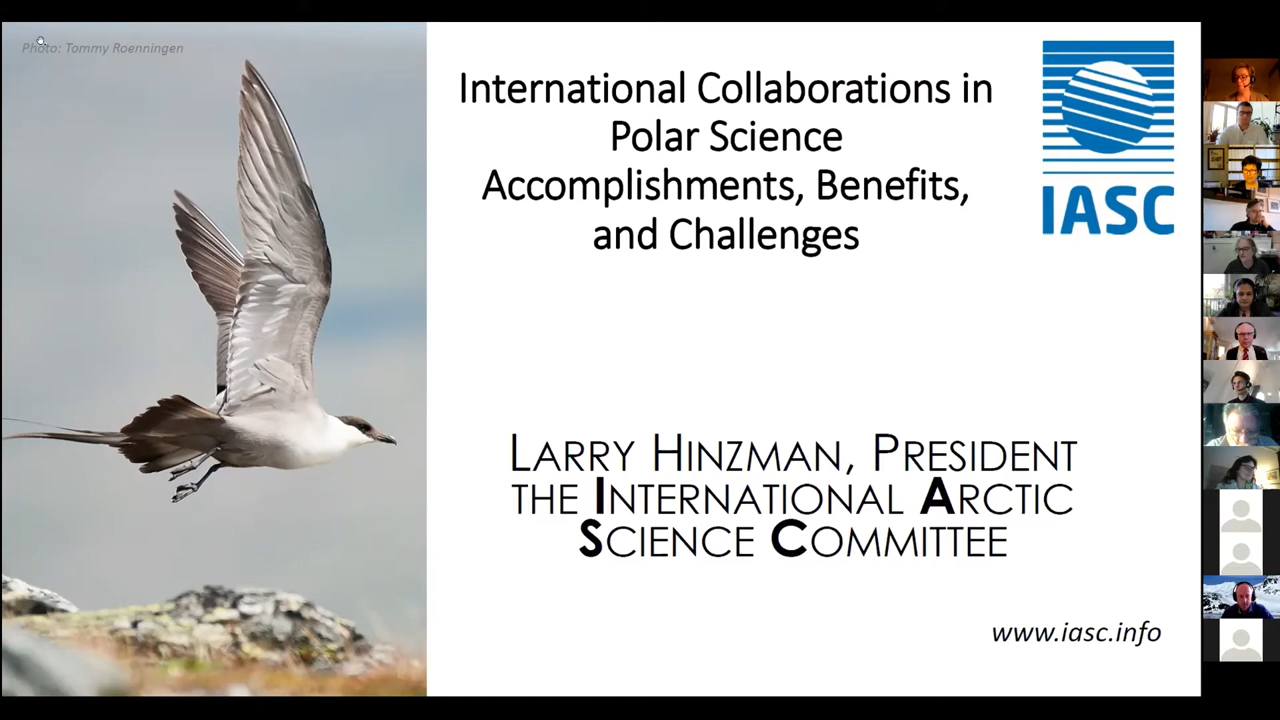 Photo: Tommy Roenningen
International Collaborations in
Polar Science
Accomplishments, Benefits,
and Challenges
IASC
LARRY HINZMAN, PRESIDENT
THE INTERNATIONAL ARCTIC
SCIENCE COMMITTEE
www.iasc.info